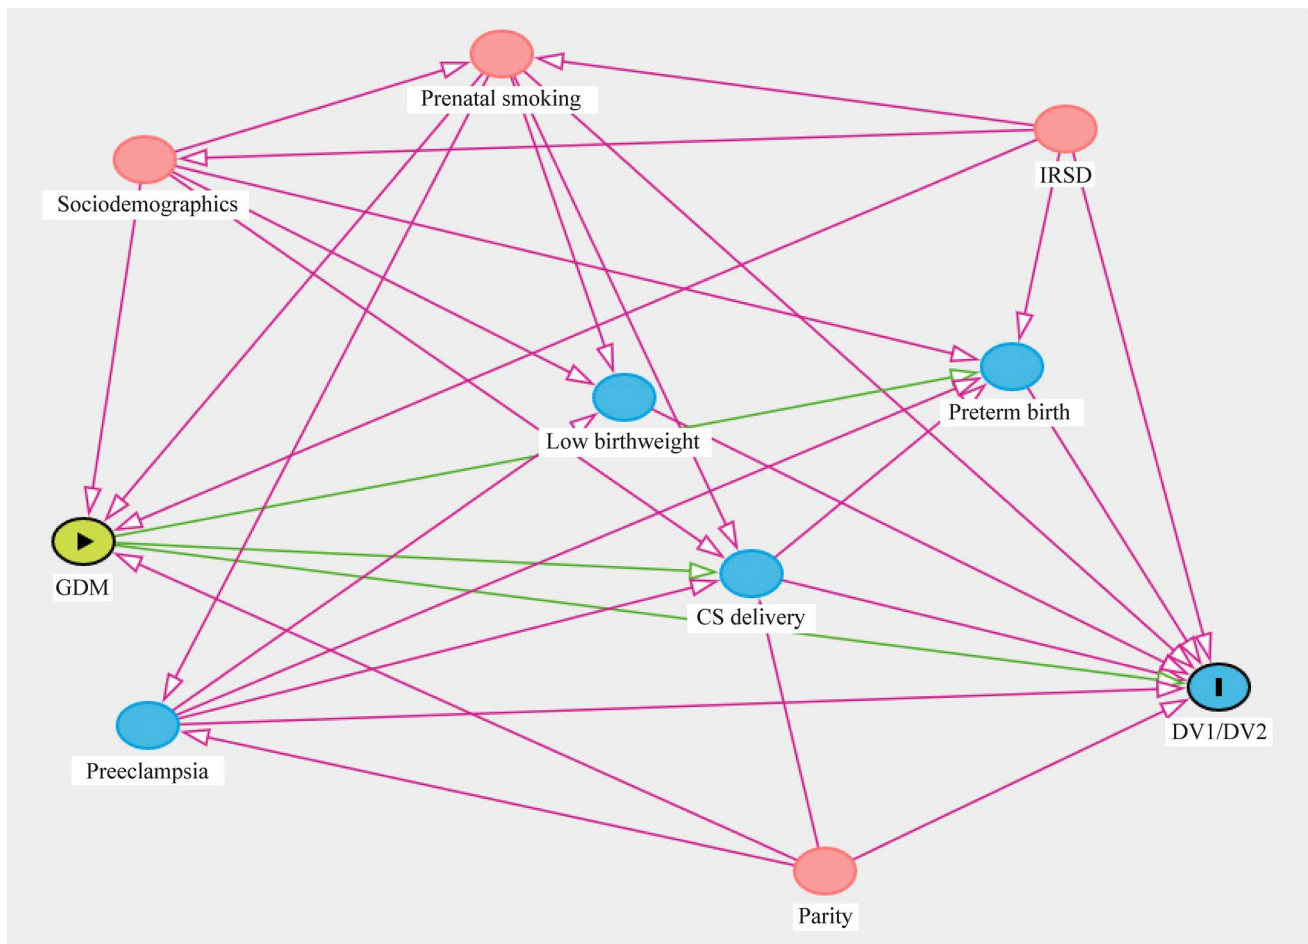 Prenatal smoking
IRSD
Sociodemographics
Preterm birth
Low birthweight
GDM
CS delivery
DV1/DV2
Preeclampsia
Parity